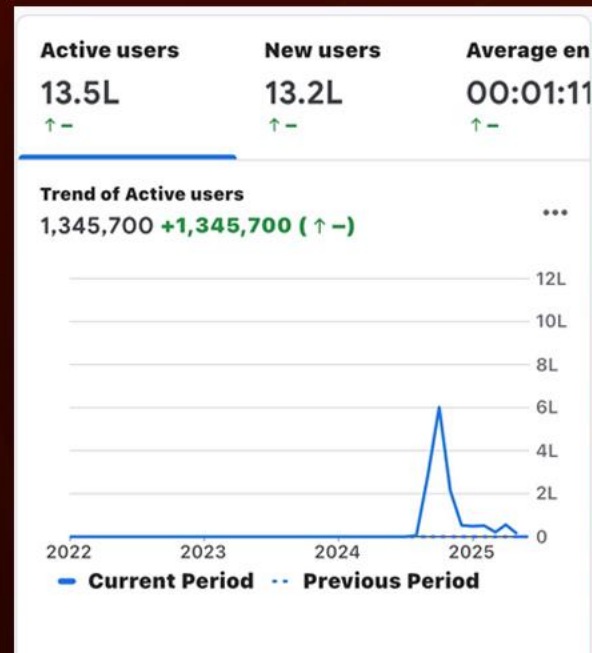 Active users
New users
Average en
13.5L
13.2L
00:01:11
↑ –
↑ –
↑ –
Trend of Active users
1,345,700 +1,345,700 ( ↑ –)
12L
10L
8L
6L
4L
2L
0
2022
2023
2024
2025
Current Period
Previous Period